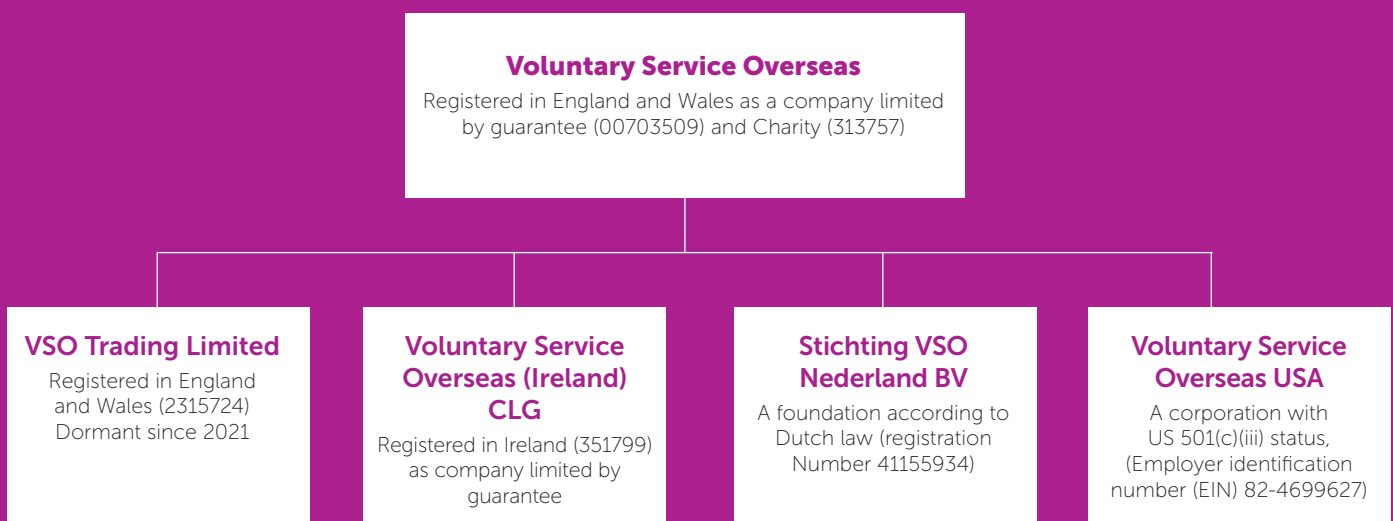 Voluntary Service Overseas
Registered in England and Wales as a company limited
by guarantee (00703509) and Charity (313757)
VSO Trading Limited
Registered in England
and Wales (2315724)
Dormant since 2021
Voluntary Service
Overseas (Ireland)
CLG
Registered in Ireland (351799)
as company limited by
guarantee
Stichting VSO
Nederland BV
A foundation according to
Dutch law (registration
Number 41155934)
Voluntary Service
Overseas USA
A corporation with
US 501(c)(iii) status,
(Employer identification
number (EIN) 82-4699627)